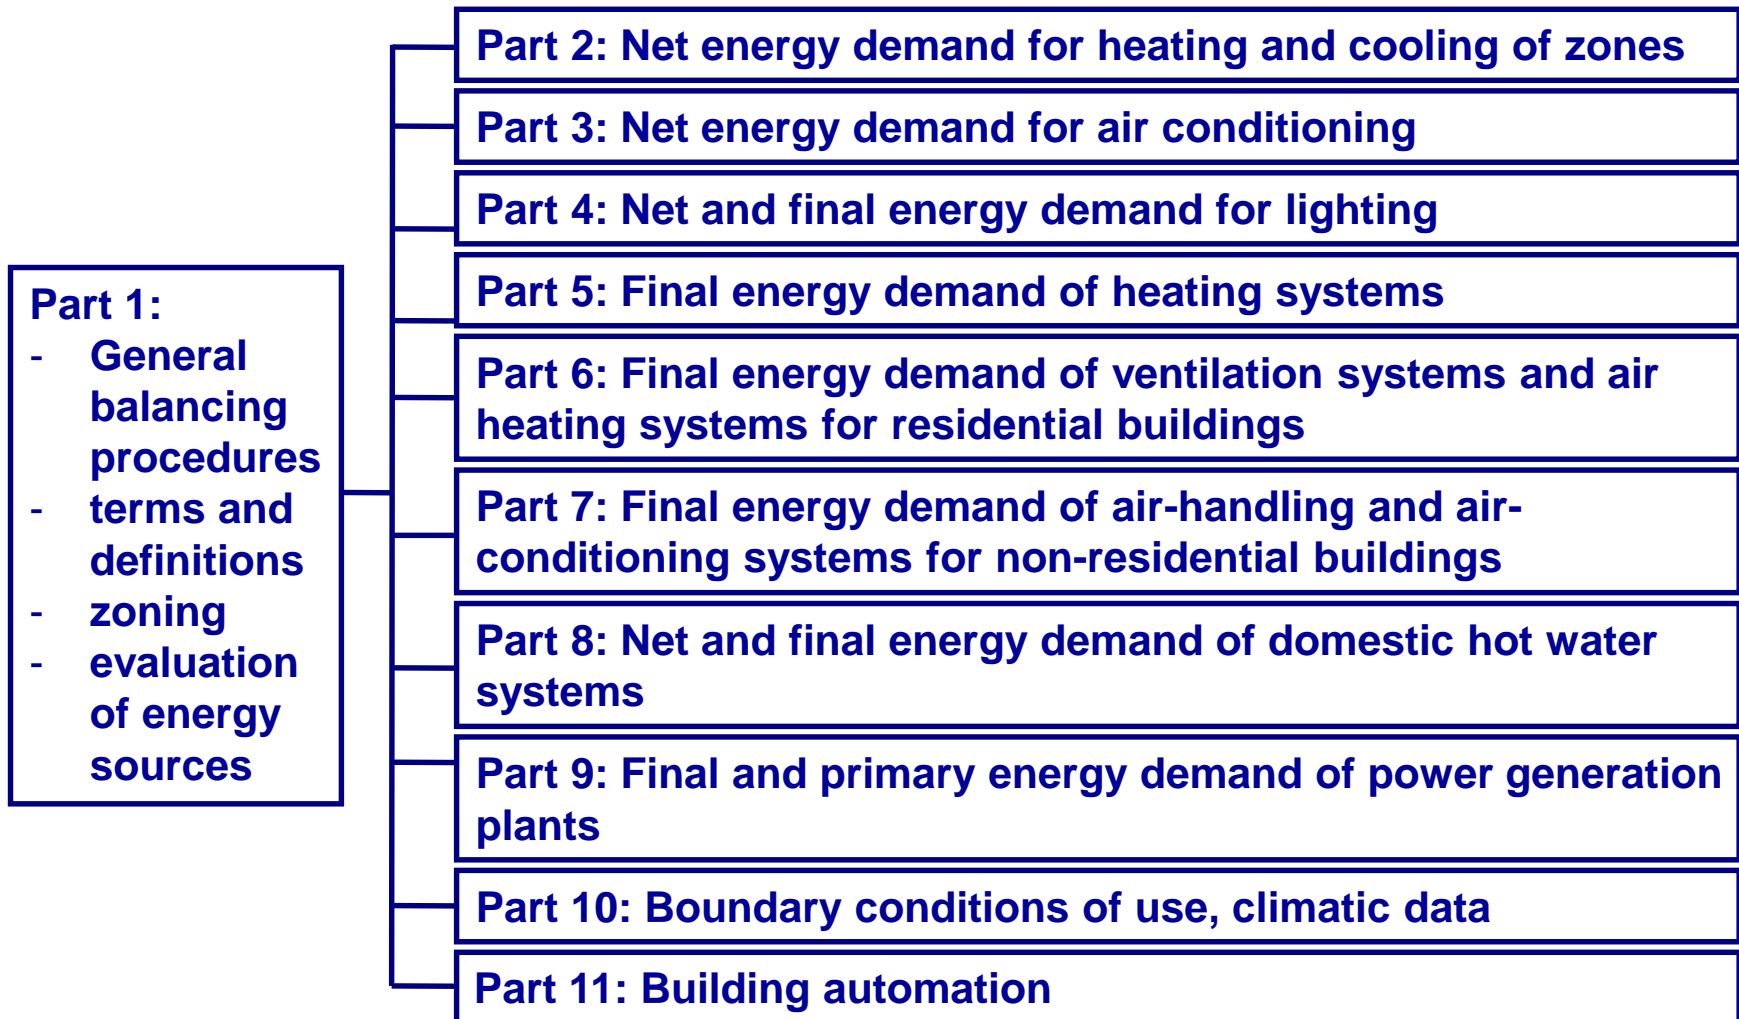 Part 1:
- General
balancing
procedures
- terms and
definitions
- zoning
- evaluation
of energy
sources
Part 2: Net energy demand for heating and cooling of zones
Part 3: Net energy demand for air conditioning
Part 4: Net and final energy demand for lighting
Part 5: Final energy demand of heating systems
Part 6: Final energy demand of ventilation systems and air
heating systems for residential buildings
Part 7: Final energy demand of air-handling and air-
conditioning systems for non-residential buildings
Part 8: Net and final energy demand of domestic hot water
systems
Part 9: Final and primary energy demand of power generation
plants
Part 10: Boundary conditions of use, climatic data
Part 11: Building automation